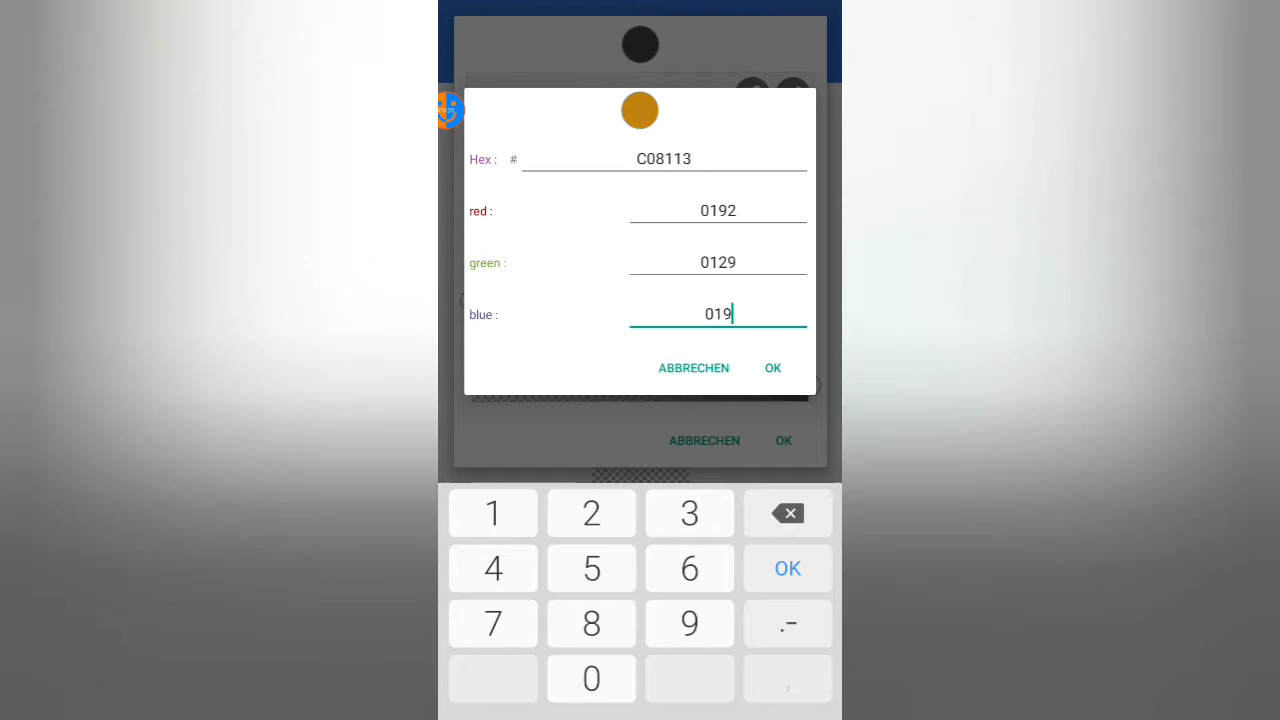 Hex : # C08113
red : 0192
green : 0129
blue : 019
ABBRECHEN OK
ABBRECHEN OK
1 2 3
4 5 6 OK
7 8 9 .-
0 ,